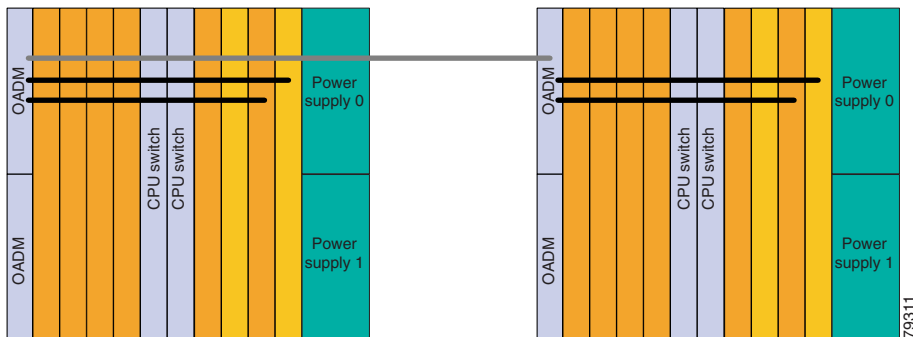 OADM
CPU switch
CPU switch
Power
supply 0
OADM
Power
supply 1
OADM
CPU switch
CPU switch
Power
supply 0
OADM
Power
supply 1
79311